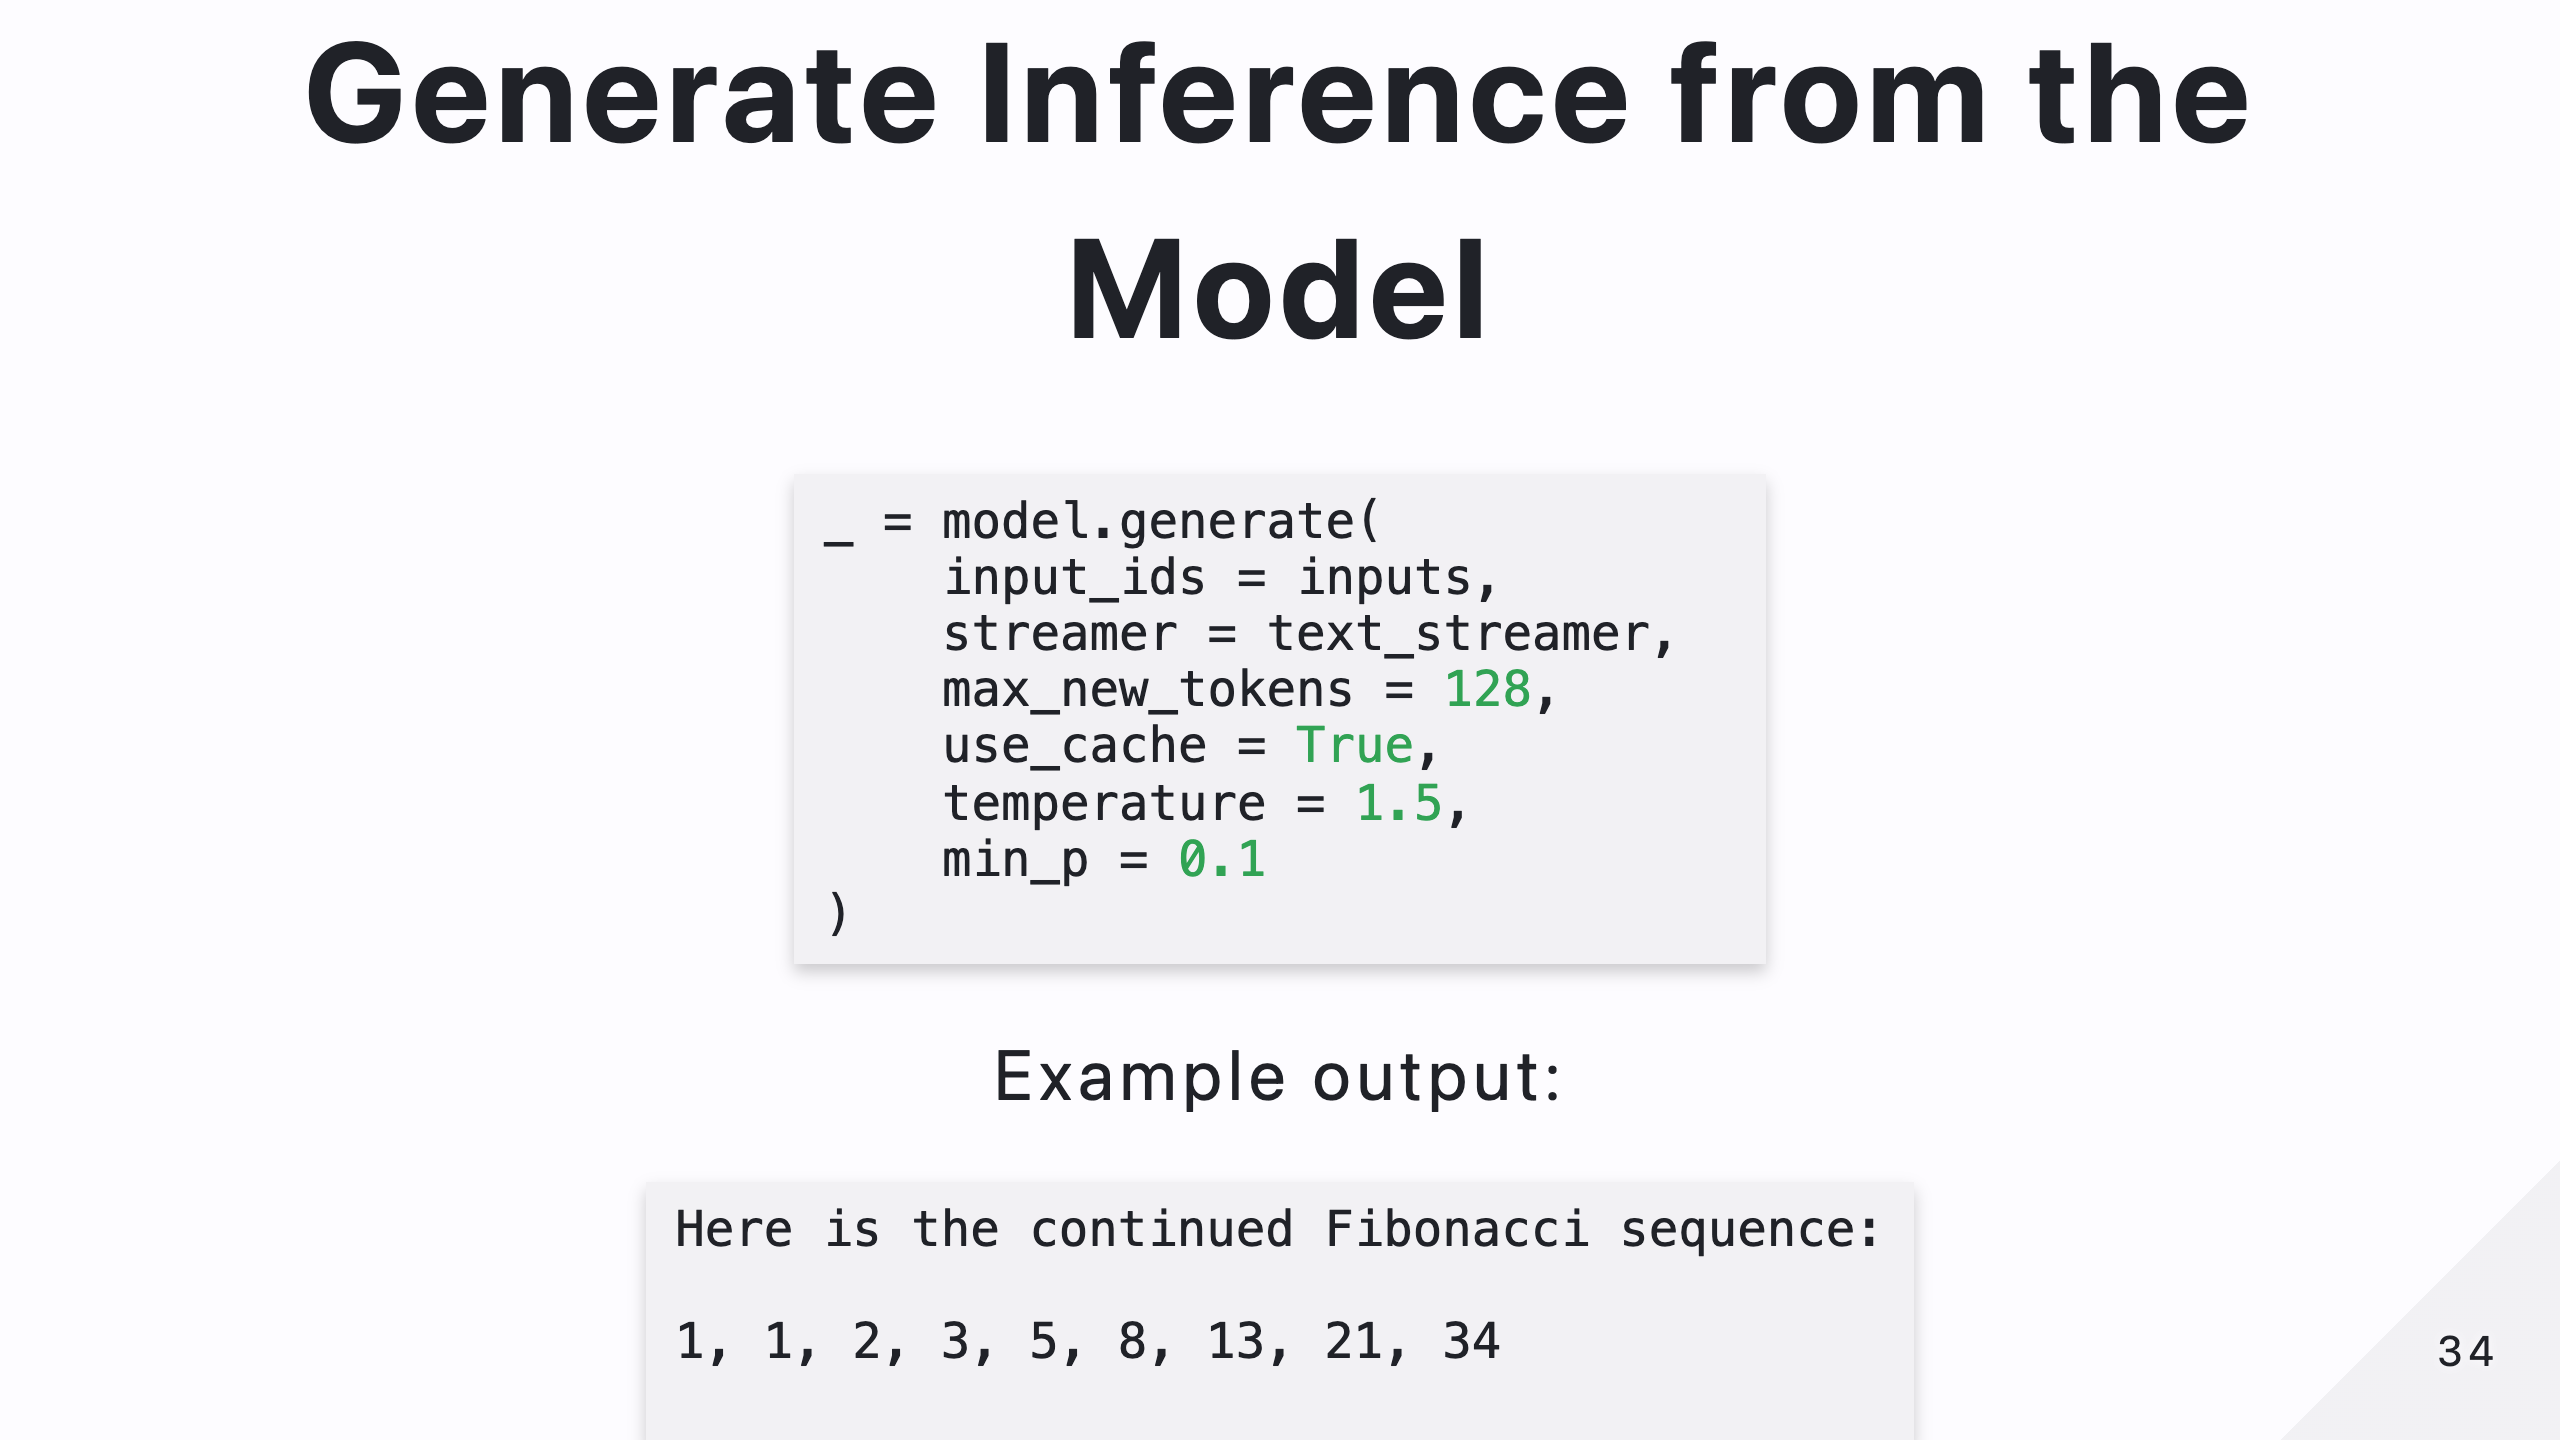 Generate Inference from the
Model
_ = model.generate(
    input_ids = inputs,
    streamer = text_streamer,
    max_new_tokens = 128,
    use_cache = True,
    temperature = 1.5,
    min_p = 0.1
)
Example output:
Here is the continued Fibonacci sequence:
1, 1, 2, 3, 5, 8, 13, 21, 34
34